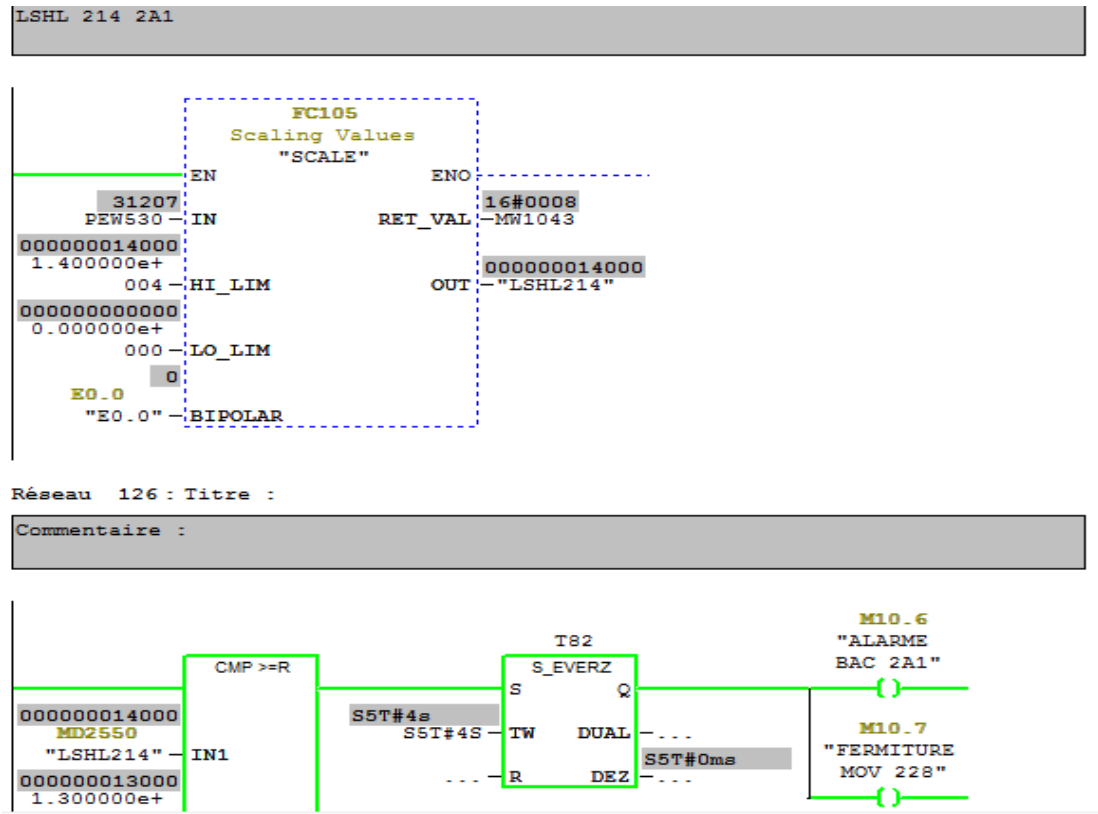 LSHL 214 2A1
FC105
Scaling Values
"SCALE"
EN ENO
31207 16#0008
PEW530 IN RET_VAL MW1043
000000014000
1.400000e+ 000000014000
004 HI_LIM OUT "LSHL214"
000000000000
0.000000e+
000 LO_LIM
0
E0.0
"E0.0" BIPOLAR
Réseau 126 : Titre :
Commentaire :
M10.6
T82 "ALARME
CMP >=R S_EVERZ BAC 2A1"
S Q
000000014000 S5T#4s
MD2550 S5T#4S TW DUAL ... M10.7
"LSHL214" IN1 S5T#0ms "FERMITURE
000000013000 ... R DEZ ... MOV 228"
1.300000e+